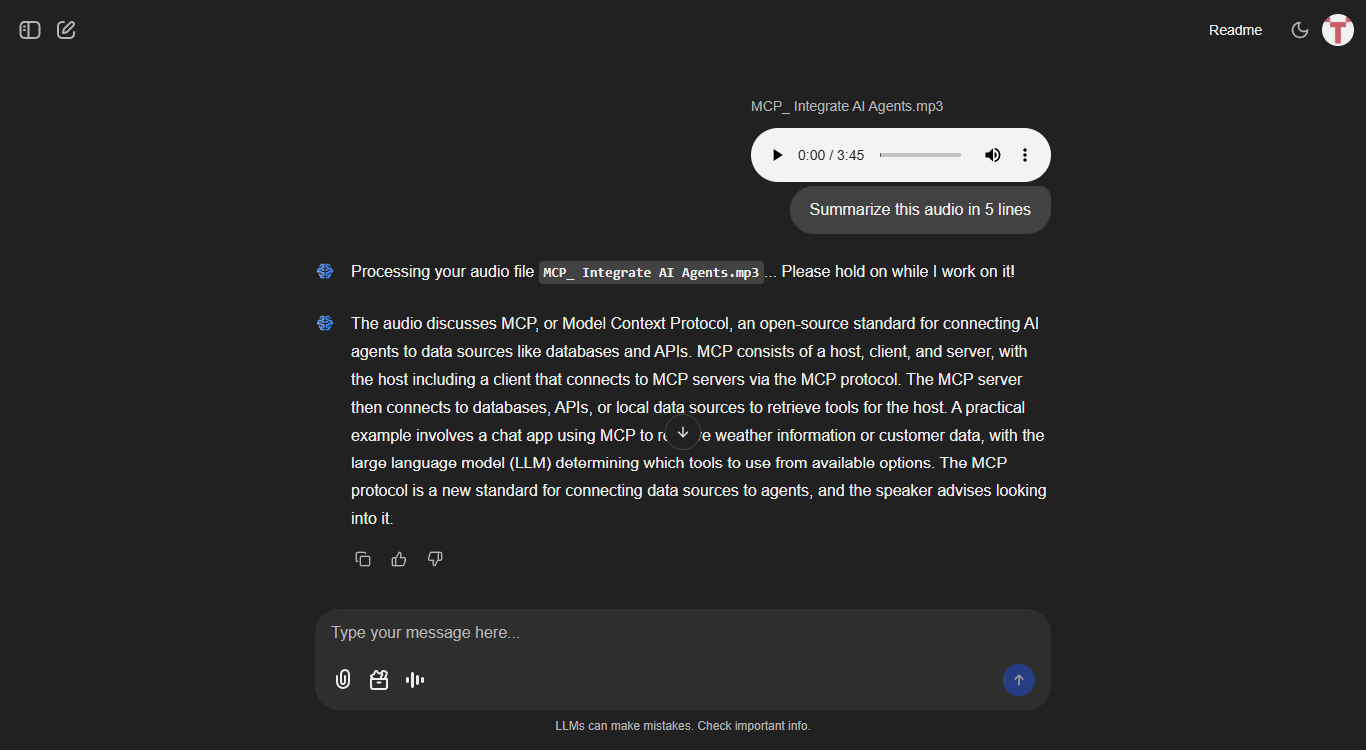 Readme
T
MCP_ Integrate AI Agents.mp3
0:00 / 3:45
Summarize this audio in 5 lines
Processing your audio file MCP_ Integrate AI Agents.mp3... Please hold on while I work on it!
The audio discusses MCP, or Model Context Protocol, an open-source standard for connecting AI
agents to data sources like databases and APIs. MCP consists of a host, client, and server, with
the host including a client that connects to MCP servers via the MCP protocol. The MCP server
then connects to databases, APIs, or local data sources to retrieve tools for the host. A practical
example involves a chat app using MCP to weather information or customer data, with the
large language model (LLM) determining which tools to use from available options. The MCP
protocol is a new standard for connecting data sources to agents, and the speaker advises looking
into it.
Type your message here...
LLMs can make mistakes. Check important info.